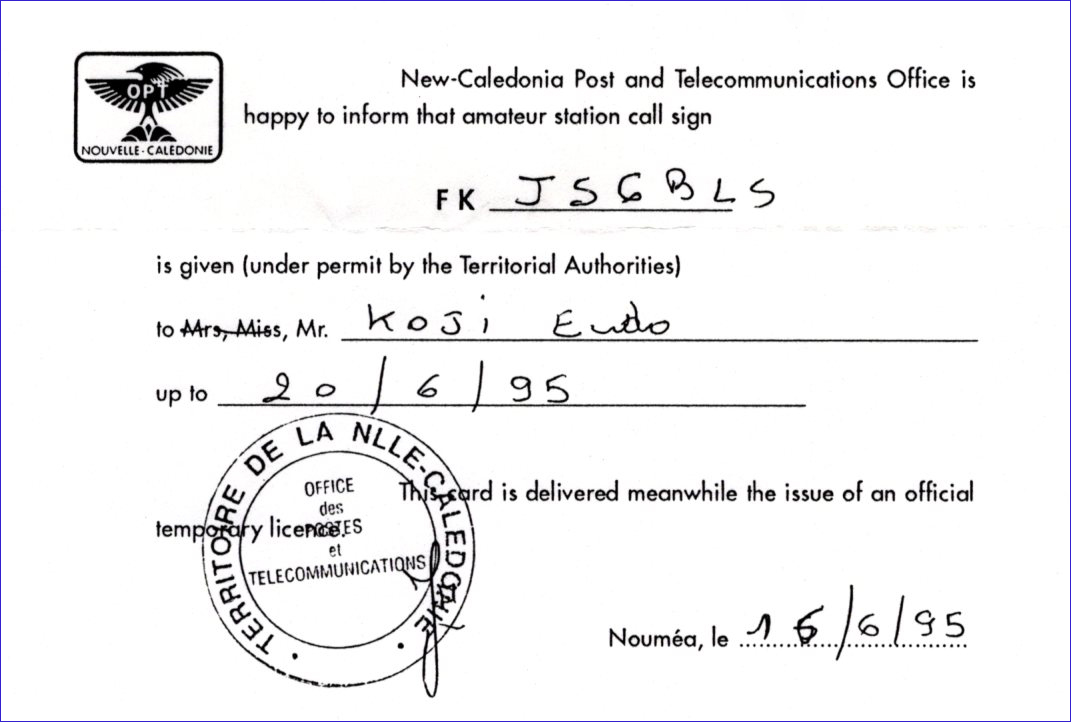 OPT
NOUVELLE-CALEDONIE
New-Caledonia Post and Telecommunications Office is
happy to inform that amateur station call sign
FK JS6BLS
is given (under permit by the Territorial Authorities)
to Mrs, Miss, Mr. Koji Endo
up to 20/6/95
This card is delivered meanwhile the issue of an official
temporary licence.
TERRITOIRE DE LA NLLE-CALEDONIE
OFFICE
des
POSTES
et
TELECOMMUNICATIONS
Nouméa, le 16/6/95